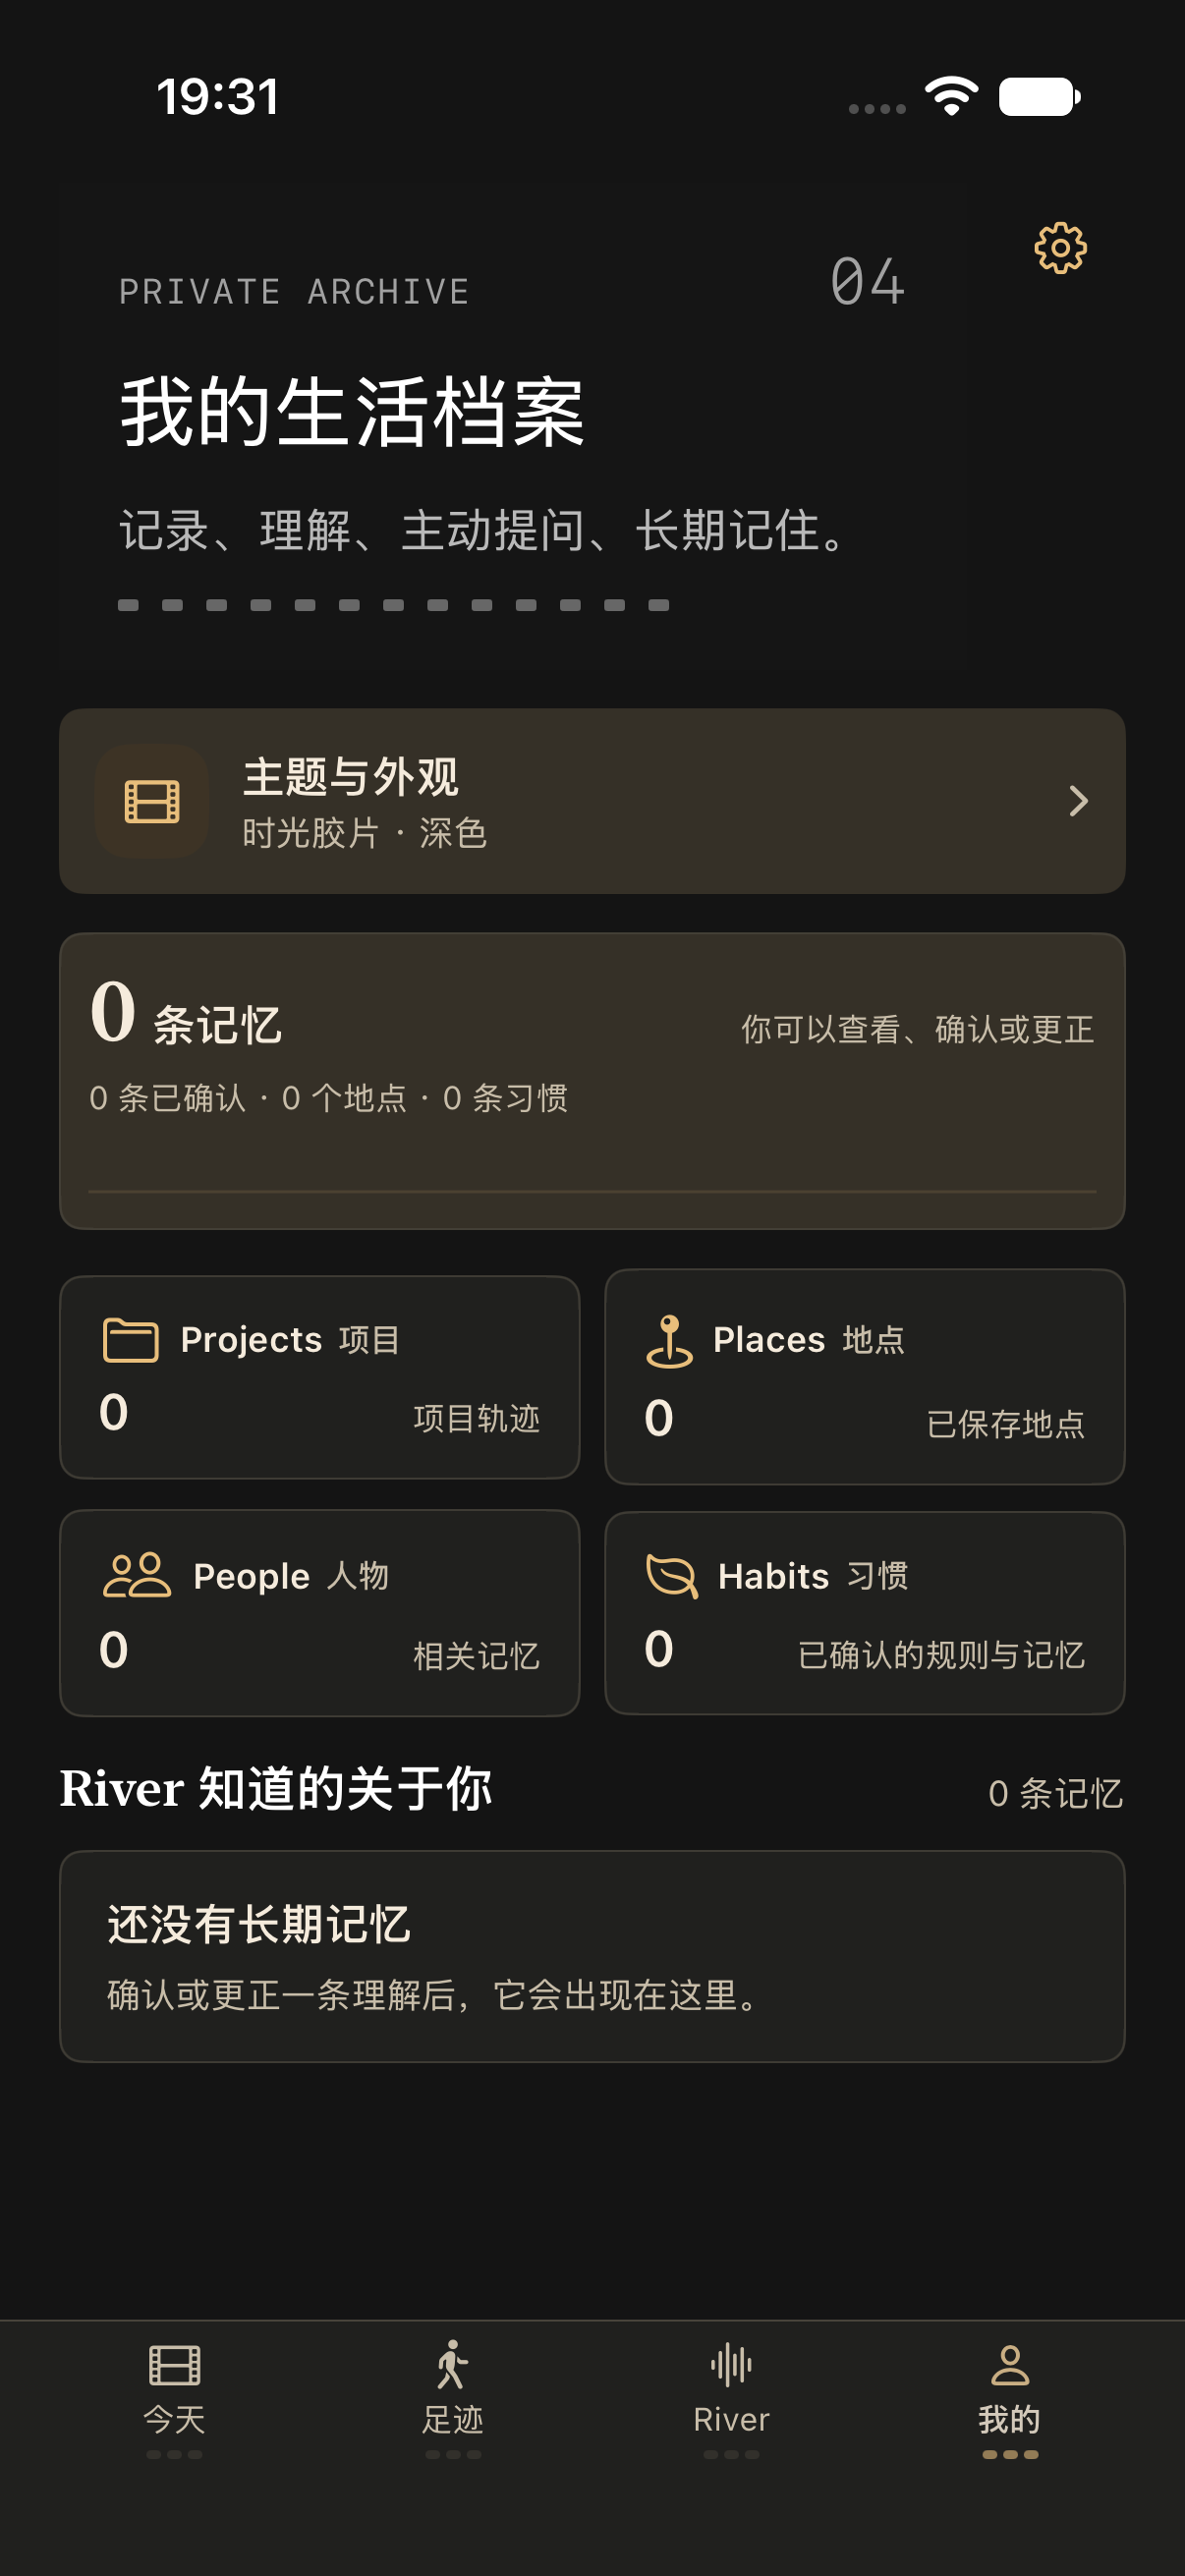 19:31
PRIVATE ARCHIVE 04
我的生活档案
记录、理解、主动提问、长期记住。
主题与外观
时光胶片 · 深色
0 条记忆 你可以查看、确认或更正
0 条已确认 · 0 个地点 · 0 条习惯
Projects 项目
0 项目轨迹
Places 地点
0 已保存地点
People 人物
0 相关记忆
Habits 习惯
0 已确认的规则与记忆
River 知道的关于你 0 条记忆
还没有长期记忆
确认或更正一条理解后，它会出现在这里。
今天 足迹 River 我的